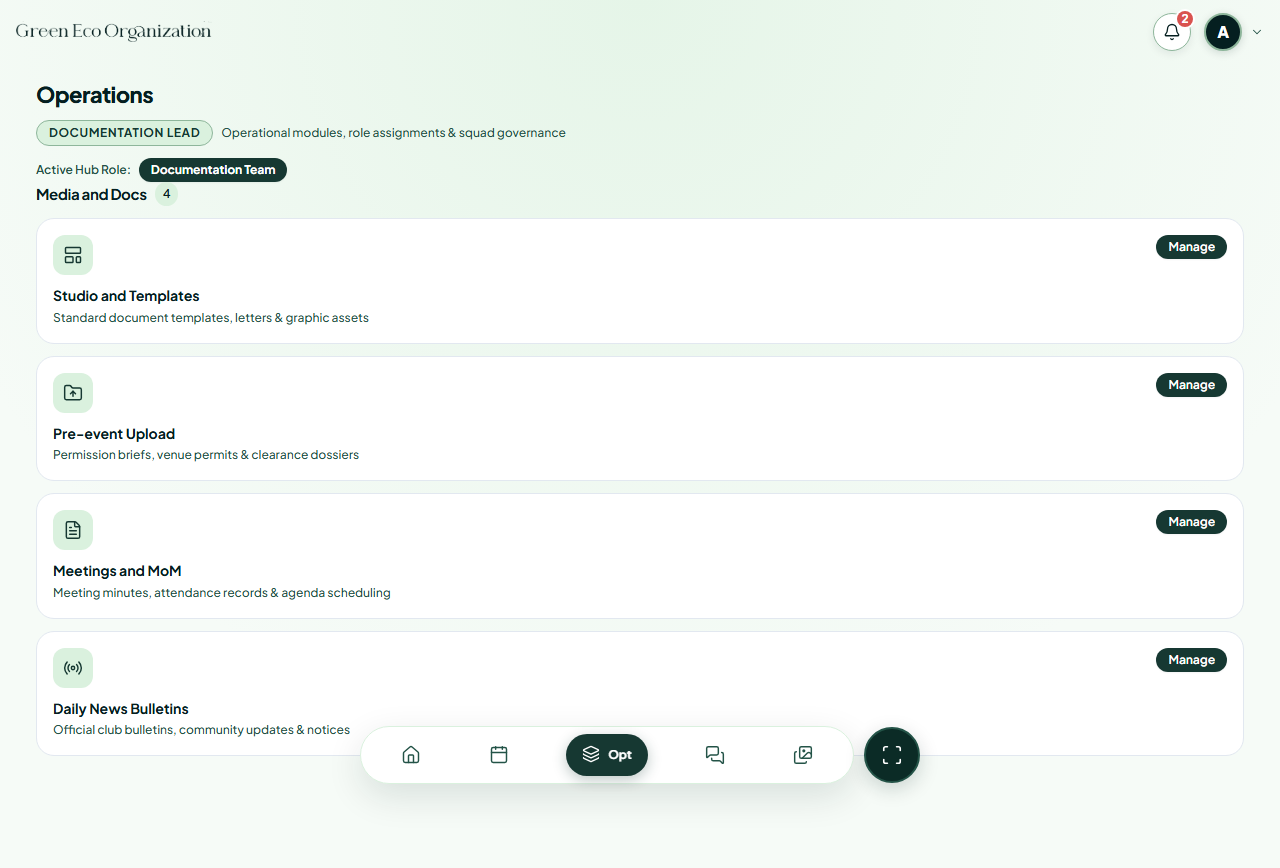 Green Eco Organization
2
A
Operations
DOCUMENTATION LEAD Operational modules, role assignments & squad governance
Active Hub Role: Documentation Team
Media and Docs 4
Manage
Studio and Templates
Standard document templates, letters & graphic assets
Manage
Pre-event Upload
Permission briefs, venue permits & clearance dossiers
Manage
Meetings and MoM
Meeting minutes, attendance records & agenda scheduling
Manage
Daily News Bulletins
Official club bulletins, community updates & notices
Opt